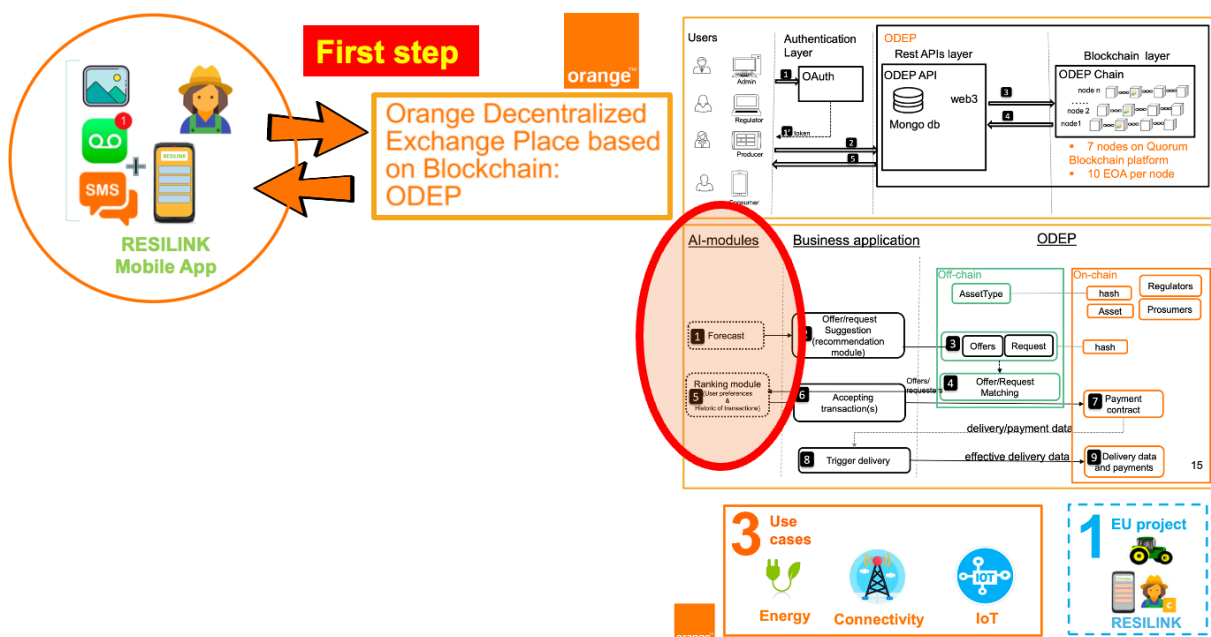 First step
orange™
1
SMS
RESILINK
RESILINK
Mobile App
Orange Decentralized
Exchange Place based
on Blockchain:
ODEP
Users
Authentication
Layer
ODEP
Rest APIs layer
Blockchain layer
1
OAuth
Admin
Regulator
1' token
Producer
Consumer
2
5
ODEP API
web3
Mongo db
3
4
ODEP Chain
node n
......
node 2
node1
▪ 7 nodes on Quorum
Blockchain platform
▪ 10 EOA per node
AI-modules
Business application
ODEP
Off-chain
On-chain
AssetType
hash
Regulators
Asset
Prosumers
1 Forecast
Offer/request
Suggestion
(recommendation
module)
3 Offers Request
hash
Offers/
requesters
4 Offer/Request
Matching
Ranking module
5 (User preferences
&
Historic of transactions)
6 Accepting
transaction(s)
7 Payment
contract
delivery/payment data
8 Trigger delivery
effective delivery data
9 Delivery data
and payments
15
3 Use
cases
Energy
Connectivity
IOT
IoT
1 EU project
C
RESILINK
orange™